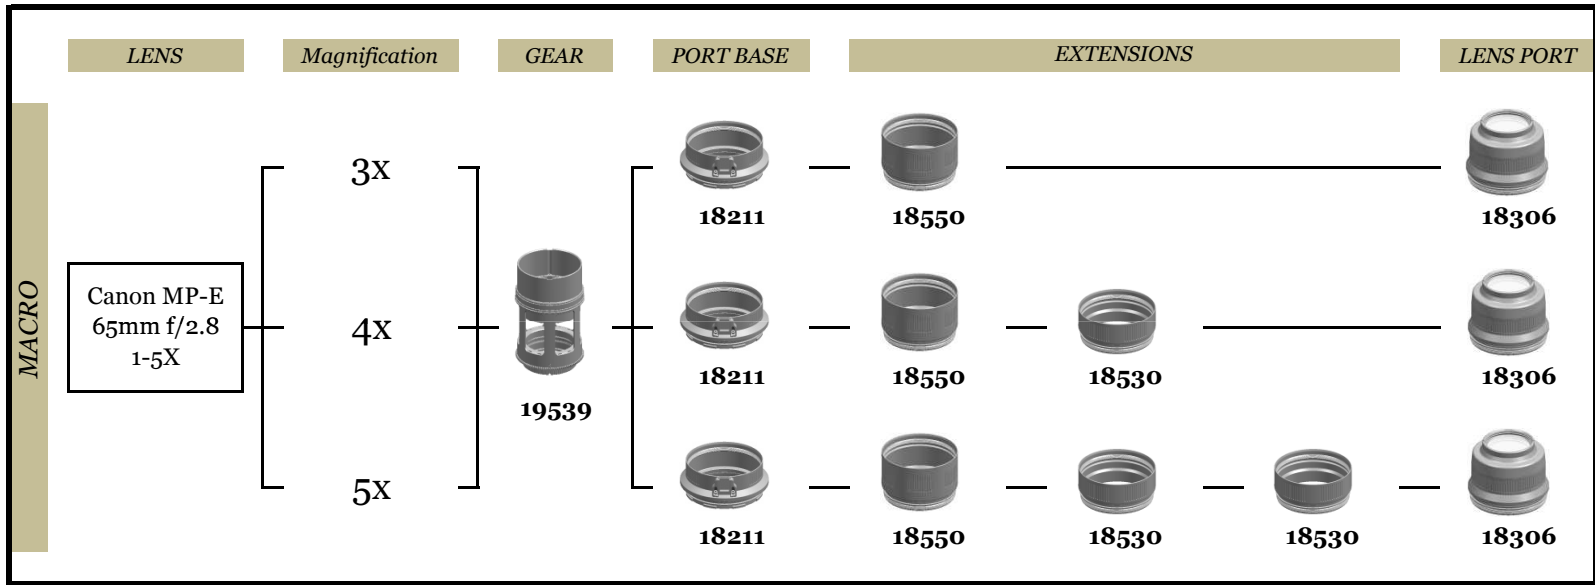 LENS
Magnification
GEAR
PORT BASE
EXTENSIONS
LENS PORT
MACRO
Canon MP-E
65mm f/2.8
1-5X
3x
18211
18550
18306
4x
19539
18211
18550
18530
18306
5x
18211
18550
18530
18530
18306